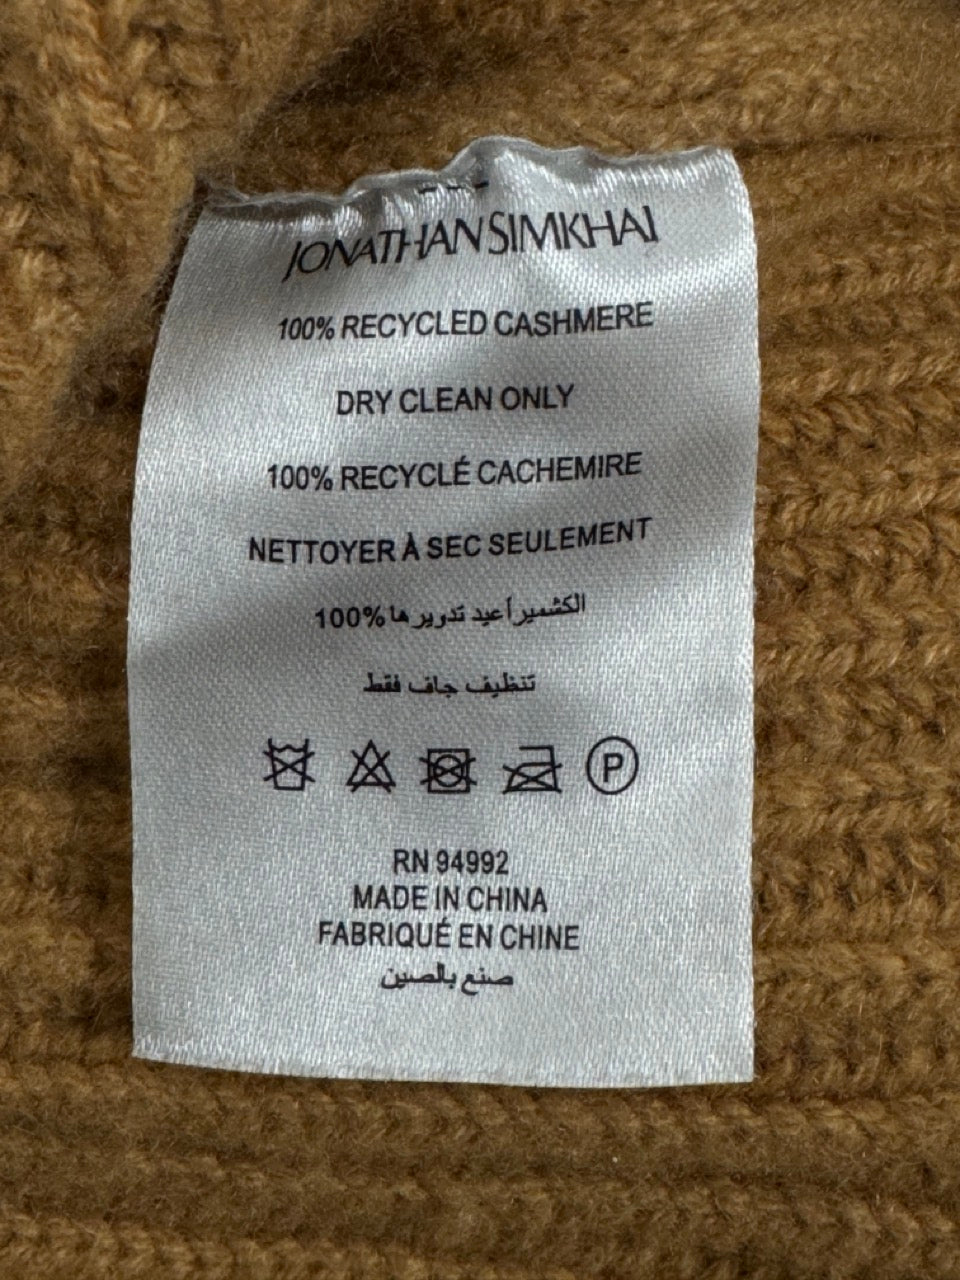 JONATHAN SIMKHAI
100% RECYCLED CASHMERE
DRY CLEAN ONLY
100% RECYCLÉ CACHEMIRE
NETTOYER À SEC SEULEMENT
الكشمير أعيد تدويرها 100%
تنظيف جاف فقط
P
RN 94992
MADE IN CHINA
FABRIQUÉ EN CHINE
صنع بالصين